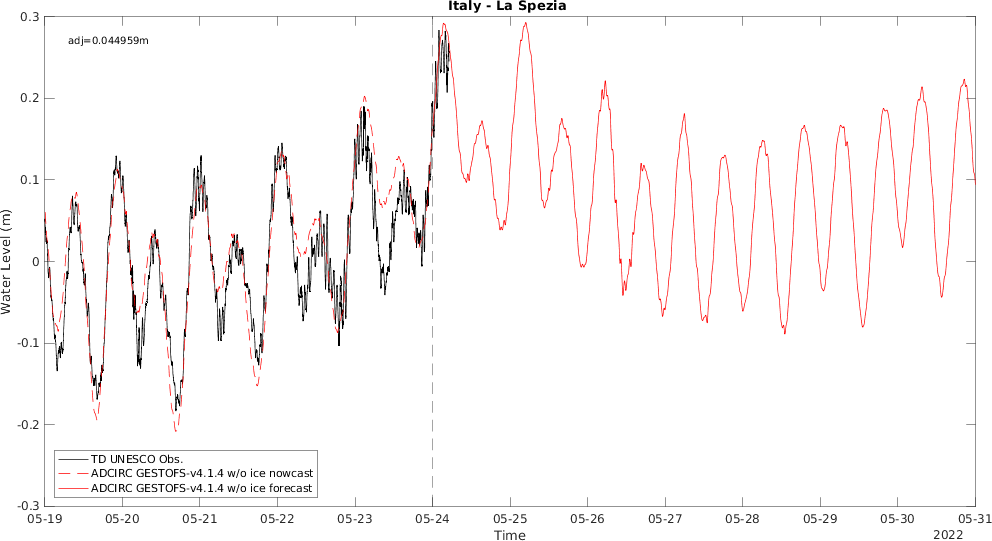 Italy - La Spezia
adj=0.044959m
0.3
0.2
0.1
0
-0.1
-0.2
-0.3
Water Level (m)
TD UNESCO Obs.
ADCIRC GESTOFS-v4.1.4 w/o ice nowcast
ADCIRC GESTOFS-v4.1.4 w/o ice forecast
05-19 05-20 05-21 05-22 05-23 05-24 05-25 05-26 05-27 05-28 05-29 05-30 05-31
Time
2022